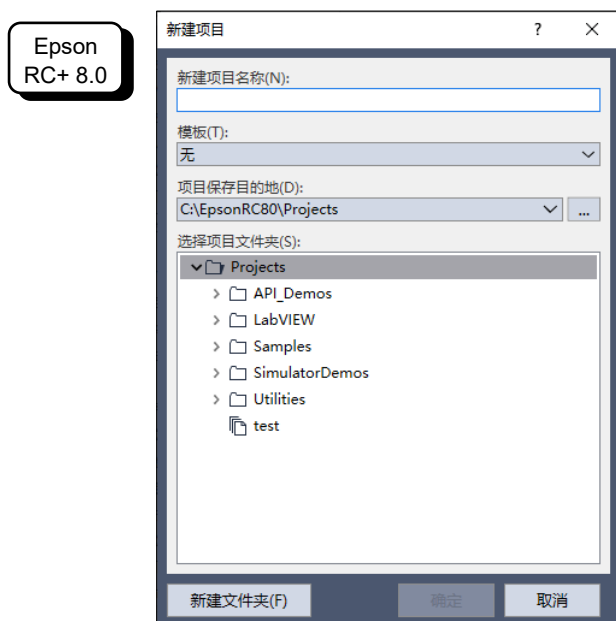 Epson
RC+ 8.0
新建项目
?
新建项目名称(N):
模板(T):
无
项目保存目的地(D):
C:\EpsonRC80\Projects
...
选择项目文件夹(S):
Projects
API_Demos
LabVIEW
Samples
SimulatorDemos
Utilities
test
新建文件夹(F) 确定 取消